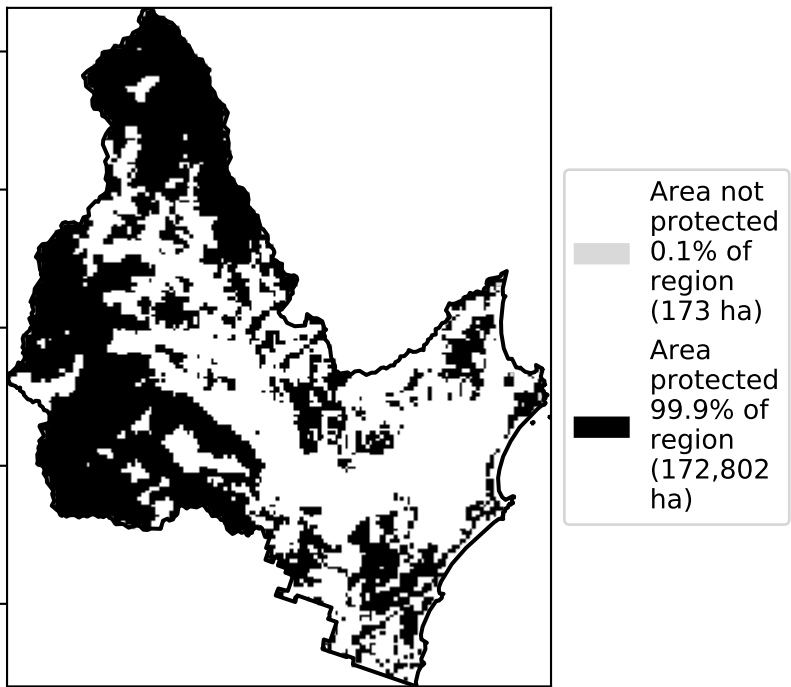 Area not
protected
0.1% of
region
(173 ha)
Area
protected
99.9% of
region
(172,802
ha)